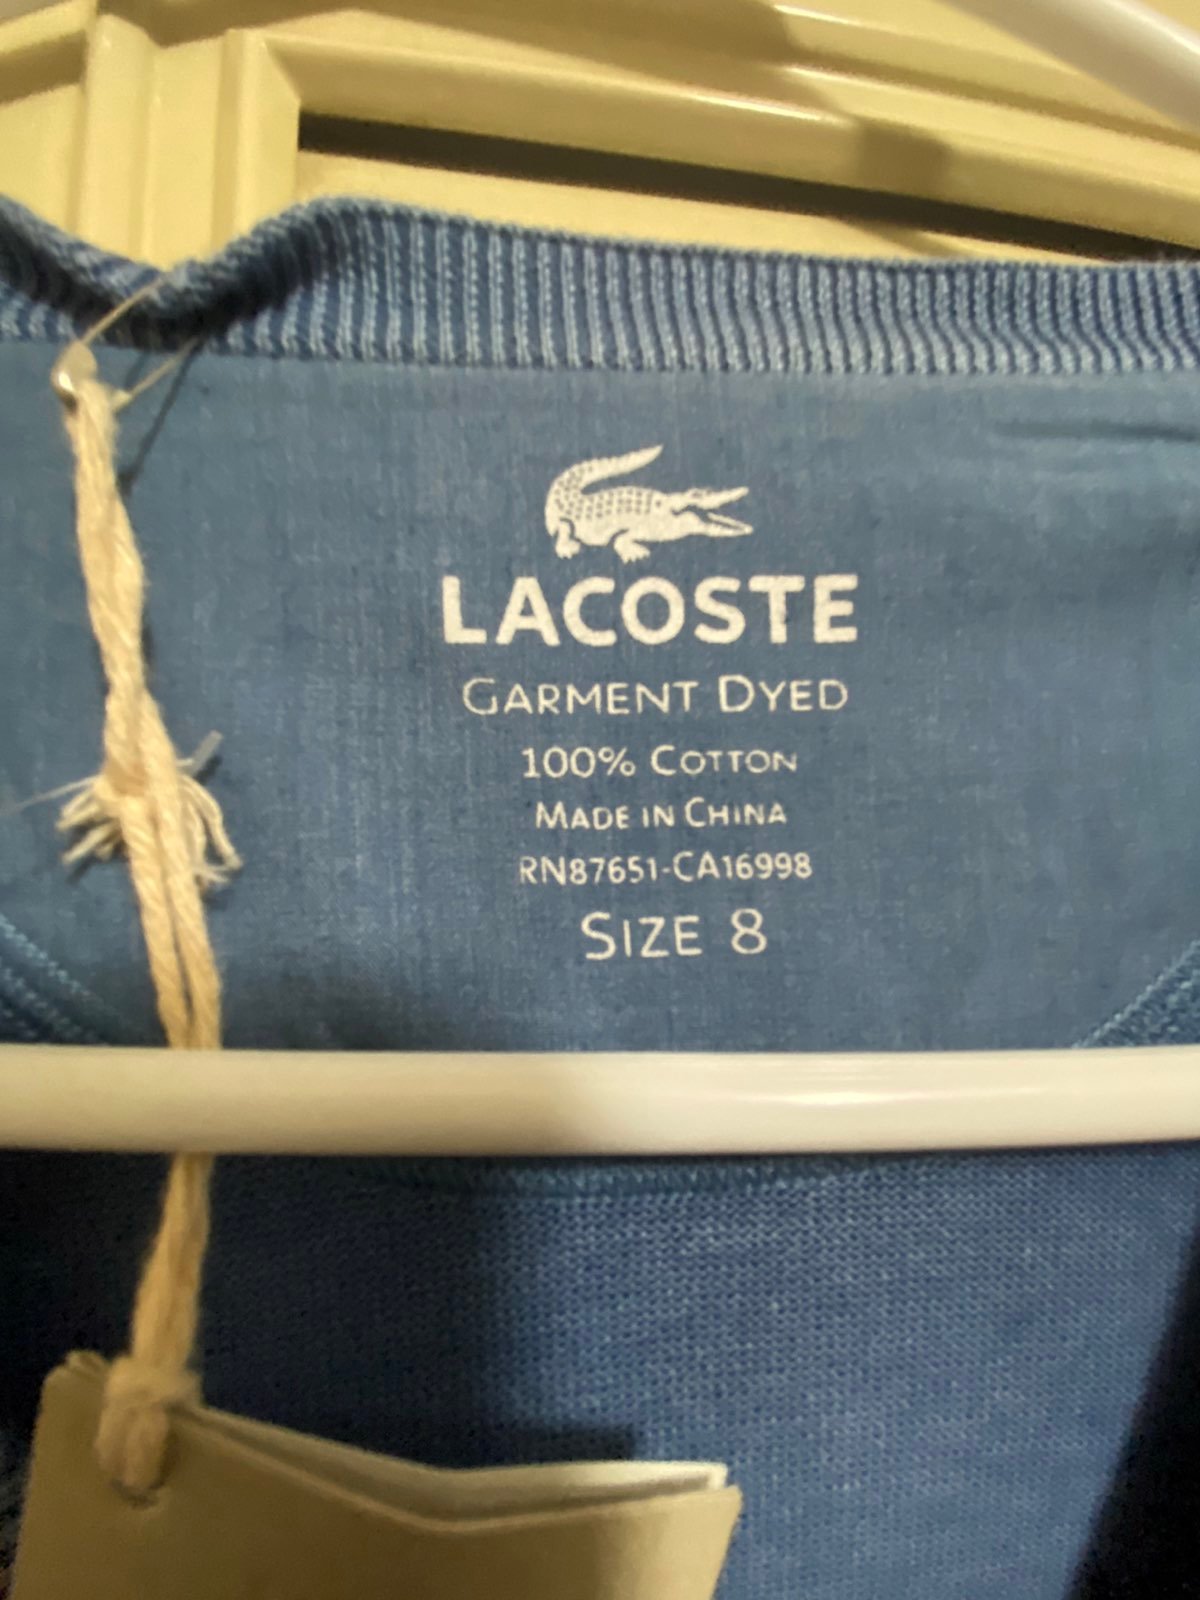 LACOSTE
GARMENT DYED
100% COTTON
MADE IN CHINA
RN87651-CA16998
SIZE 8